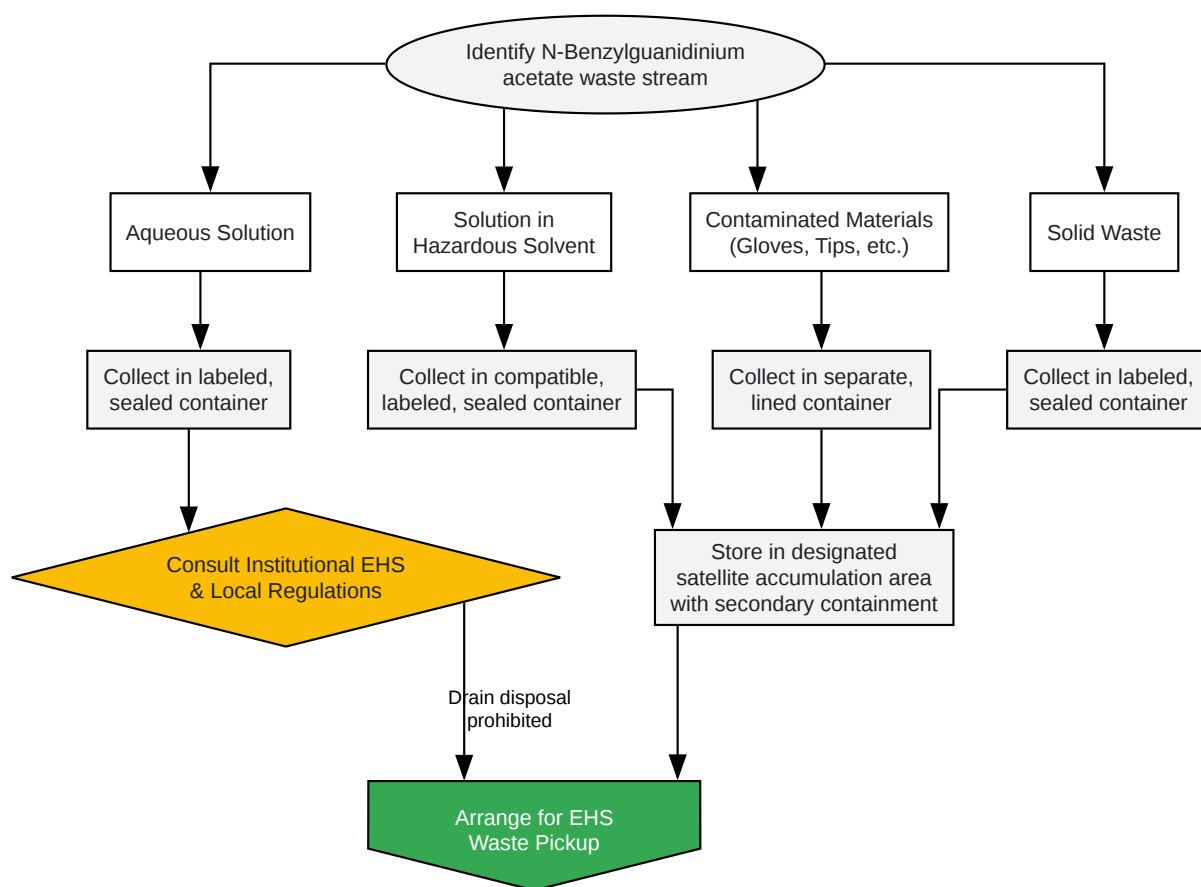 Identify N-Benzylguanidinium
acetate waste stream
Aqueous Solution
Solution in
Hazardous Solvent
Contaminated Materials
(Gloves, Tips, etc.)
Solid Waste
Collect in labeled,
sealed container
Collect in compatible,
labeled, sealed container
Collect in separate,
lined container
Collect in labeled,
sealed container
Consult Institutional EHS
& Local Regulations
Store in designated
satellite accumulation area
with secondary containment
Drain disposal
prohibited
Arrange for EHS
Waste Pickup